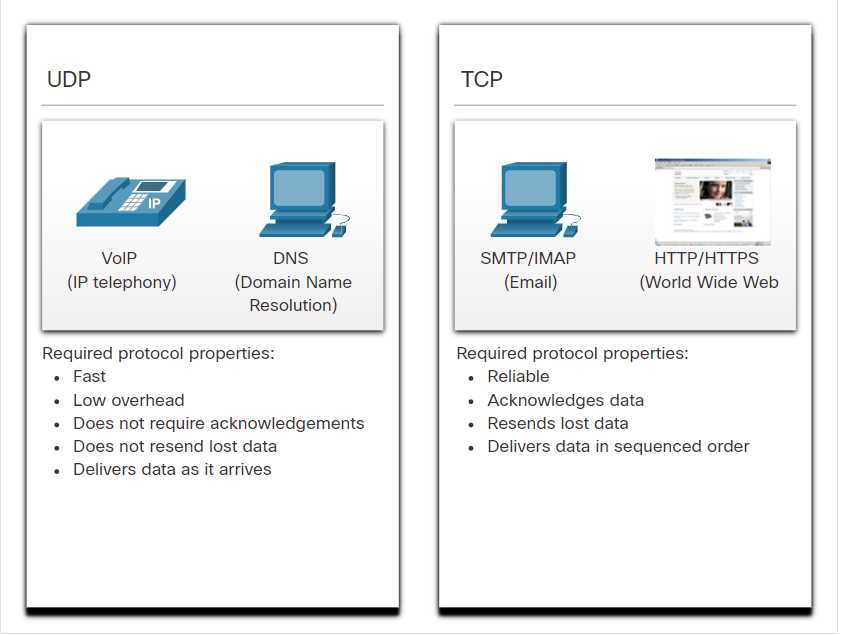 UDP
IP
VoIP
(IP telephony)
DNS
(Domain Name
Resolution)
Required protocol properties:
Fast
Low overhead
Does not require acknowledgements
Does not resend lost data
Delivers data as it arrives
TCP
SMTP/IMAP
(Email)
HTTP/HTTPS
(World Wide Web
Required protocol properties:
Reliable
Acknowledges data
Resends lost data
Delivers data in sequenced order